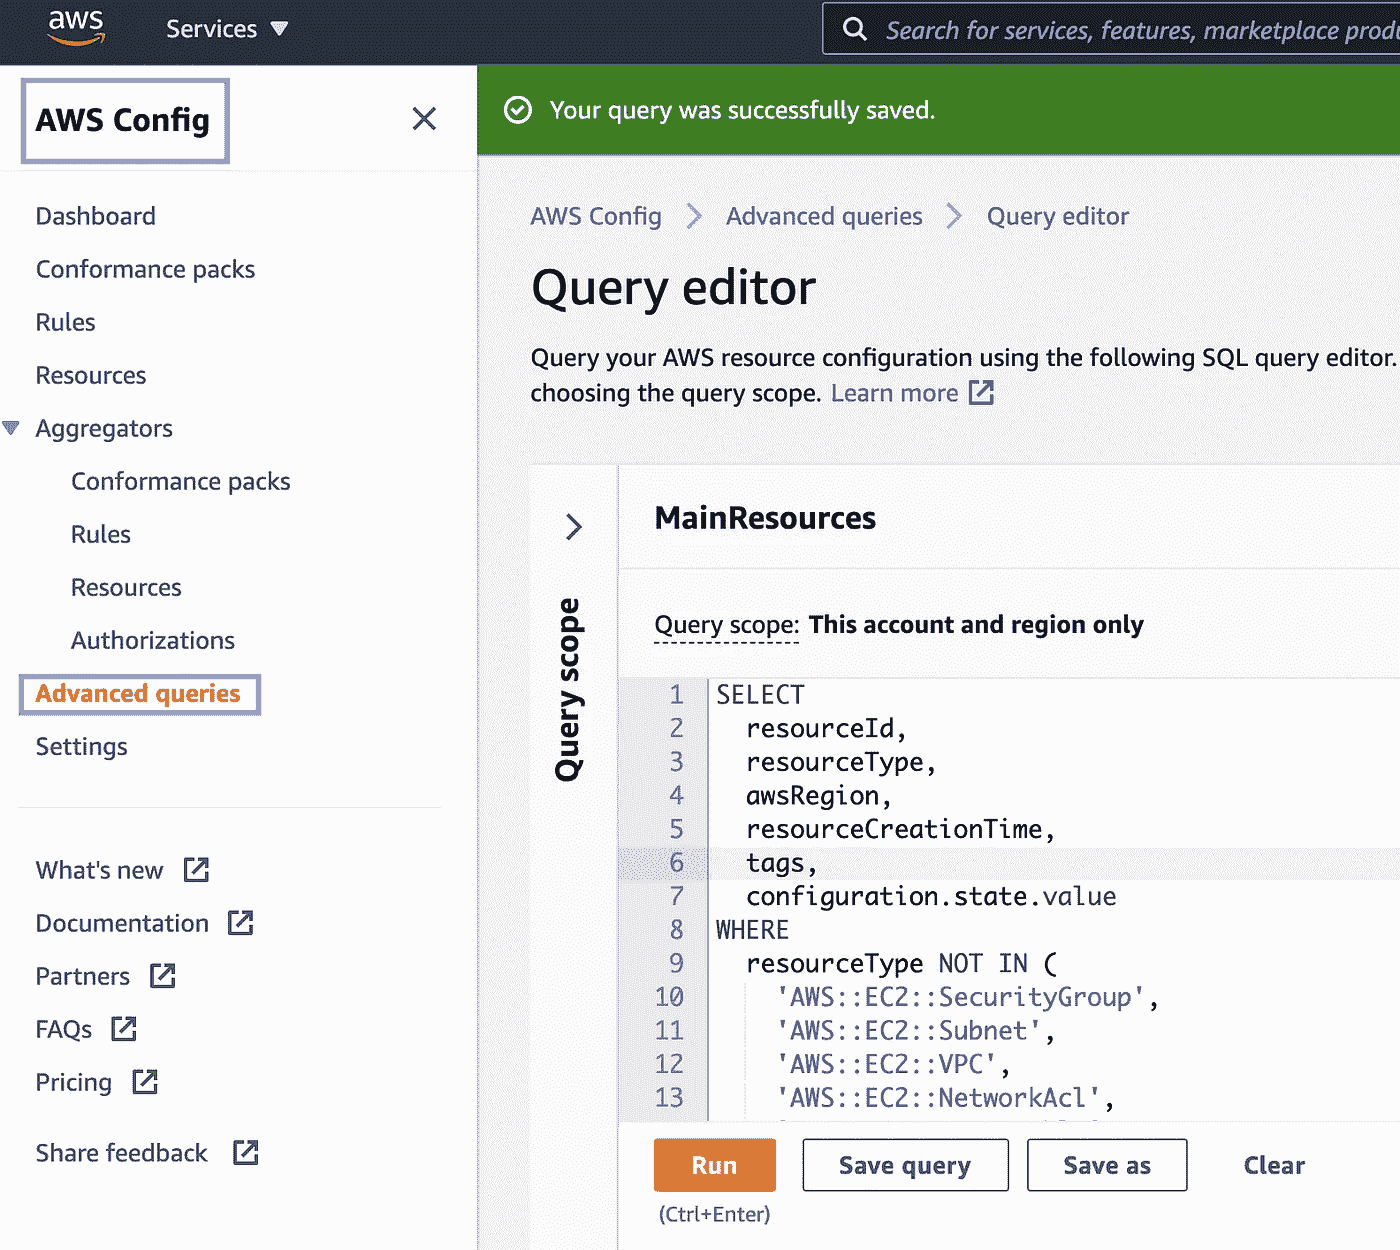 aws
Services
Search for services, features, marketplace
AWS Config
Your query was successfully saved.
Dashboard
Conformance packs
Rules
Resources
Aggregators
Conformance packs
Rules
Resources
Authorizations
Advanced queries
Settings
What's new
Documentation
Partners
FAQs
Pricing
Share feedback
AWS Config
Advanced queries
Query editor
Query editor
Query your AWS resource configuration using the following SQL query editor.
choosing the query scope. Learn more
Query scope
MainResources
Query scope: This account and region only
1 SELECT
2 resourceId,
3 resourceType,
4 awsRegion,
5 resourceCreationTime,
6 tags,
7 configuration.state.value
8 WHERE
9 resourceType NOT IN (
10 'AWS::EC2::SecurityGroup',
11 'AWS::EC2::Subnet',
12 'AWS::EC2::VPC',
13 'AWS::EC2::NetworkAcl',
Run
Save query
Save as
Clear
(Ctrl+Enter)